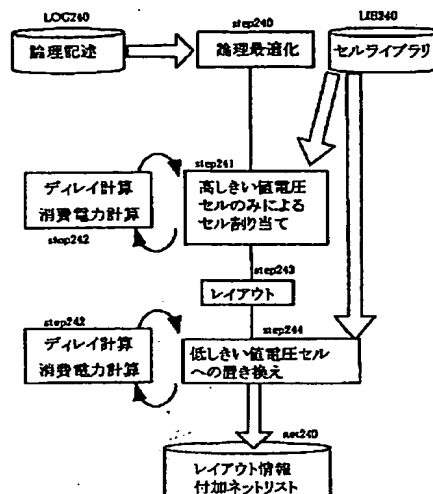 LOG240
step240
LIB240
論理記述
論理最適化
セルライブラリ
step241
ディレイ計算
消費電力計算
step242
高しきい値電圧
セルのみによる
セル割り当て
step243
レイアウト
step242
ディレイ計算
消費電力計算
step244
低しきい値電圧セル
への置き換え
net240
レイアウト情報
付加ネットリスト